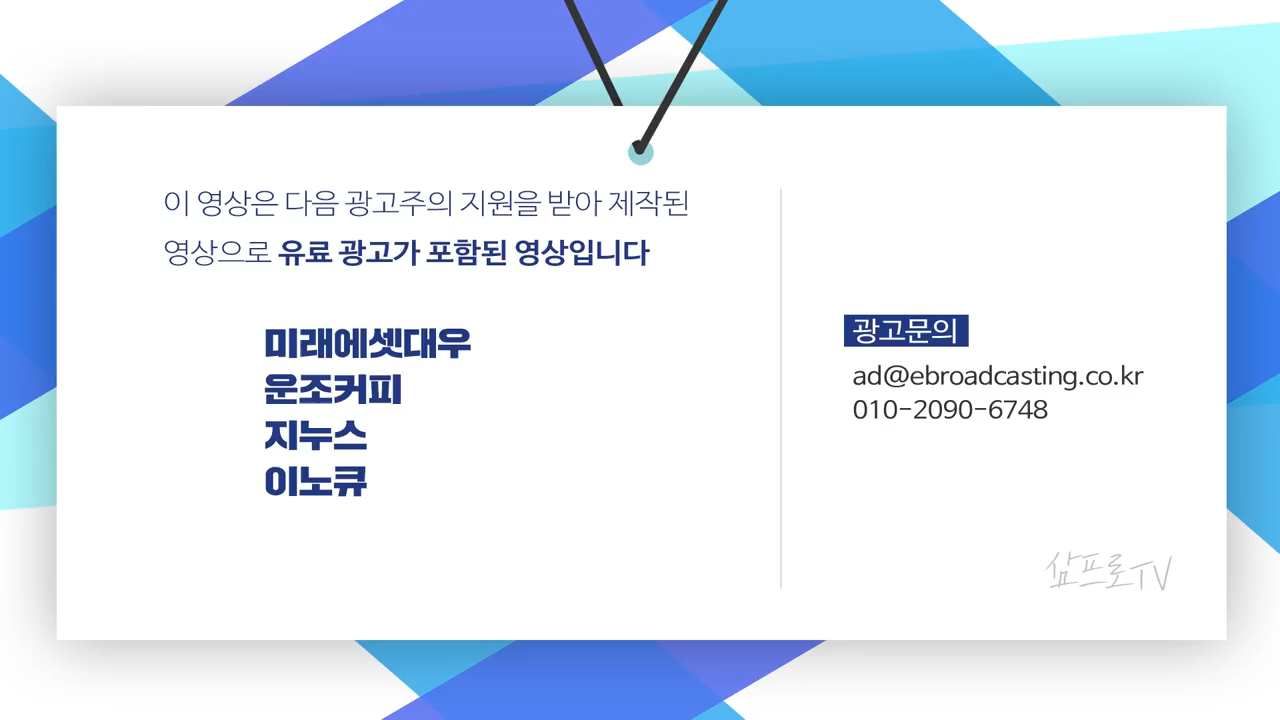 이 영상은 다음 광고주의 지원을 받아 제작된
영상으로 유료 광고가 포함된 영상입니다
미래에셋대우
운조커피
지누스
이노큐
광고문의
ad@ebroadcasting.co.kr
010-2090-6748
삼프로TV